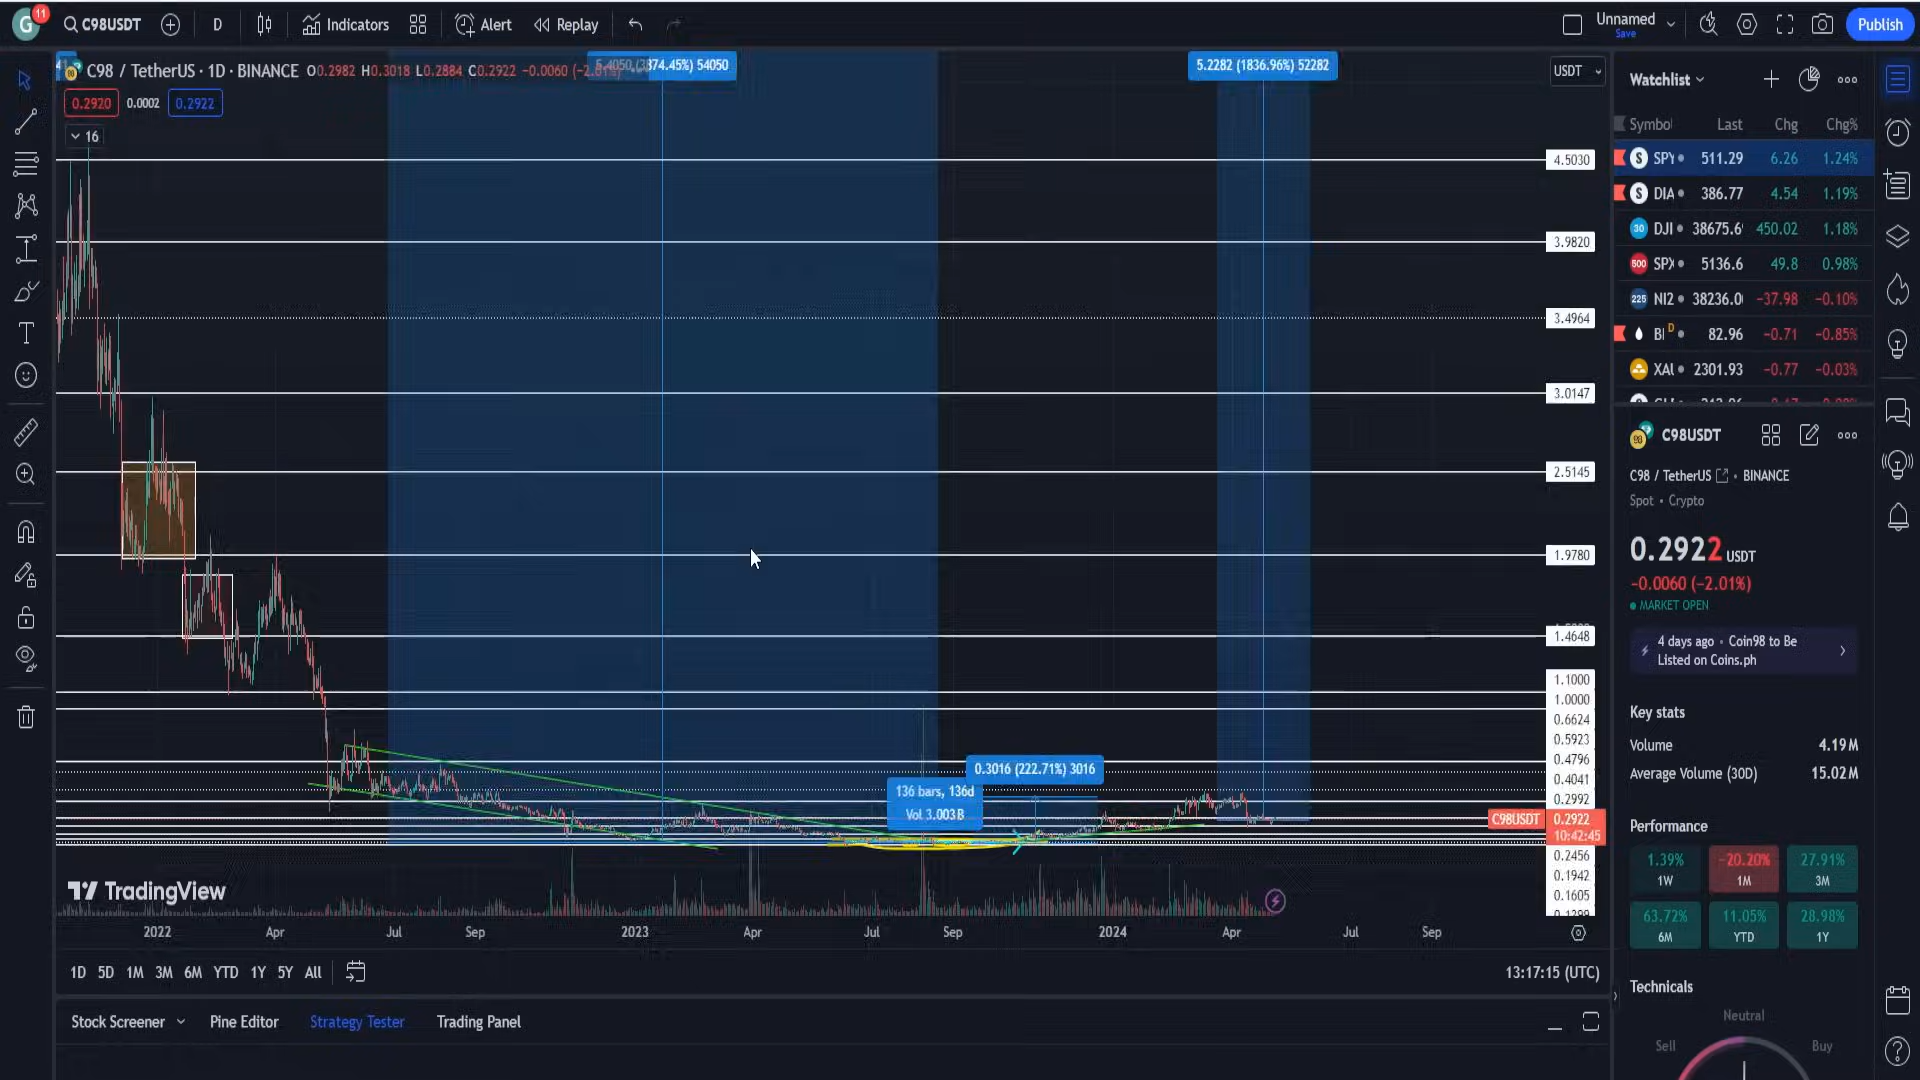 G 11 C98USDT D Indicators Alert Replay Unnamed Save Publish
C98 / TetherUS · 1D · BINANCE O0.2982 H0.3018 L0.2884 C0.2922 −0.0060 (−2.01%)
874.45%) 54050
5.2282 (1836.96%) 52282
USDT
0.2920 0.0002 0.2922
16
4.5030
3.9820
3.4964
3.0147
2.5145
1.9780
1.4648
1.1000
1.0000
0.6624
0.5923
0.4796
0.4041
0.2992
C98USDT 0.2922
10:42:45
0.2456
0.1942
0.1605
0.3016 (222.71%) 3016
136 bars, 136d
Vol 3.003B
TradingView
2022 Apr Jul Sep 2023 Apr Jul Sep 2024 Apr Jul Sep
1D 5D 1M 3M 6M YTD 1Y 5Y All 13:17:15 (UTC)
Stock Screener Pine Editor Strategy Tester Trading Panel
Watchlist
Symbol Last Chg Chg%
SPY 511.29 6.26 1.24%
DIA 386.77 4.54 1.19%
30 DJI 38675.6 450.02 1.18%
500 SPX 5136.6 49.8 0.98%
225 NI2 38236.0 −37.98 −0.10%
BI D 82.96 −0.71 −0.85%
XAU 2301.93 −0.77 −0.03%
C98USDT
C98 / TetherUS • BINANCE
Spot • Crypto
0.2922 USDT
−0.0060 (−2.01%)
MARKET OPEN
4 days ago • Coin98 to Be
Listed on Coins.ph
Key stats
Volume 4.19M
Average Volume (30D) 15.02M
Performance
1.39% −20.20% 27.91%
1W 1M 3M
63.72% 11.05% 28.98%
6M YTD 1Y
Technicals
Neutral
Sell Buy